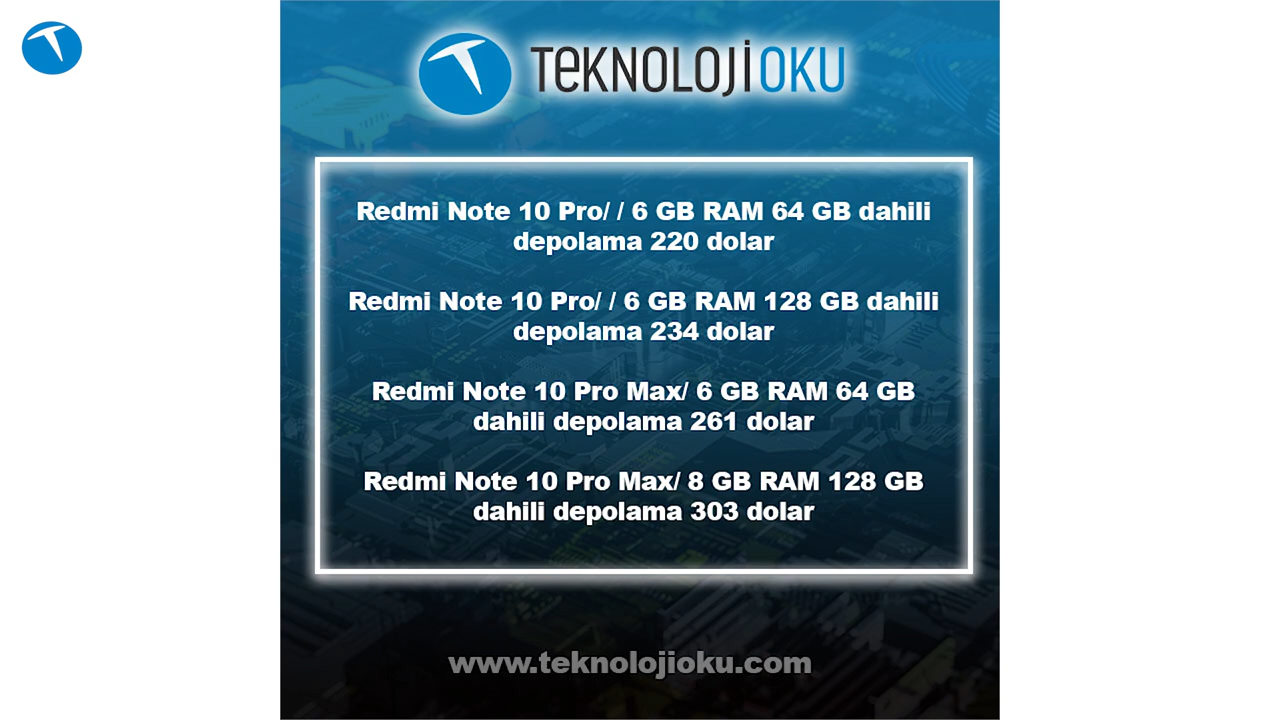 TEKNOLOJİOKU
Redmi Note 10 Pro/ / 6 GB RAM 64 GB dahili
depolama 220 dolar
Redmi Note 10 Pro/ / 6 GB RAM 128 GB dahili
depolama 234 dolar
Redmi Note 10 Pro Max/ 6 GB RAM 64 GB
dahili depolama 261 dolar
Redmi Note 10 Pro Max/ 8 GB RAM 128 GB
dahili depolama 303 dolar
www.teknolojioku.com